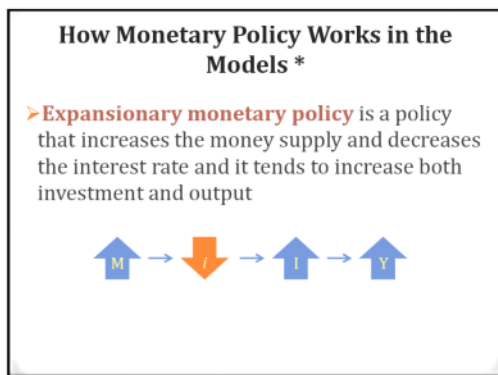 How Monetary Policy Works in the
Models *
➢Expansionary monetary policy is a policy
that increases the money supply and decreases
the interest rate and it tends to increase both
investment and output
M → i → I → Y